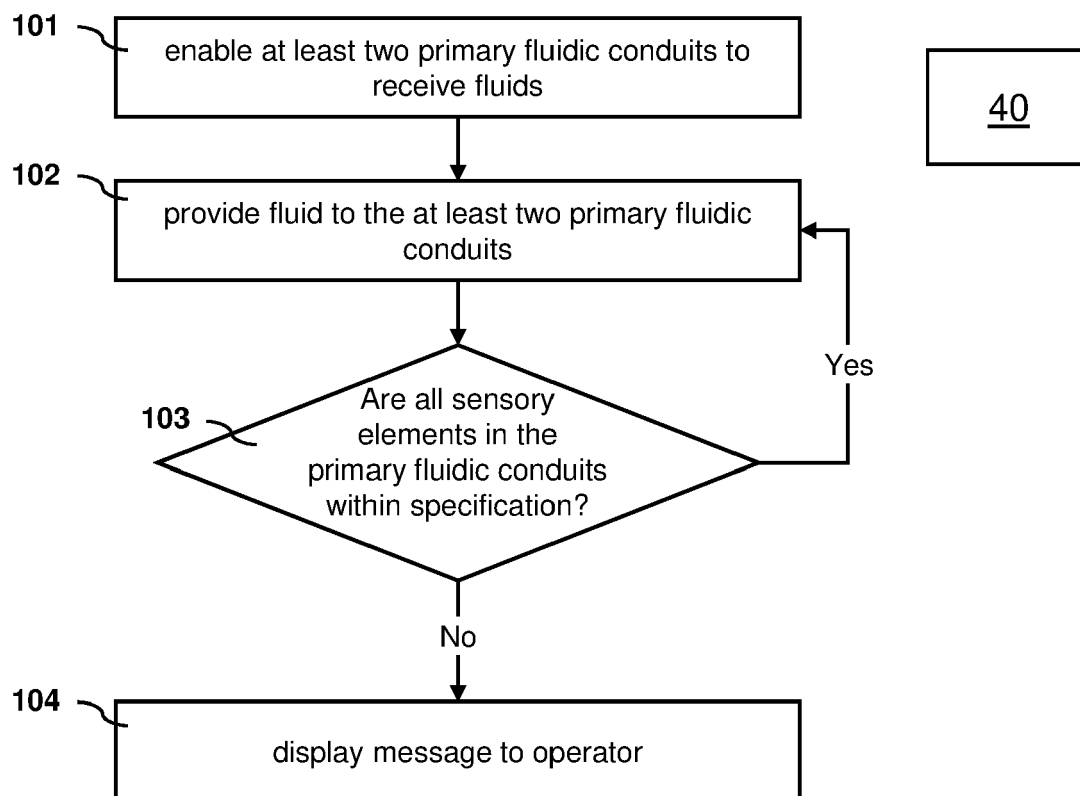 101
enable at least two primary fluidic conduits to
receive fluids
40
102
provide fluid to the at least two primary fluidic
conduits
Yes
103
Are all sensory
elements in the
primary fluidic conduits
within specification?
No
104
display message to operator